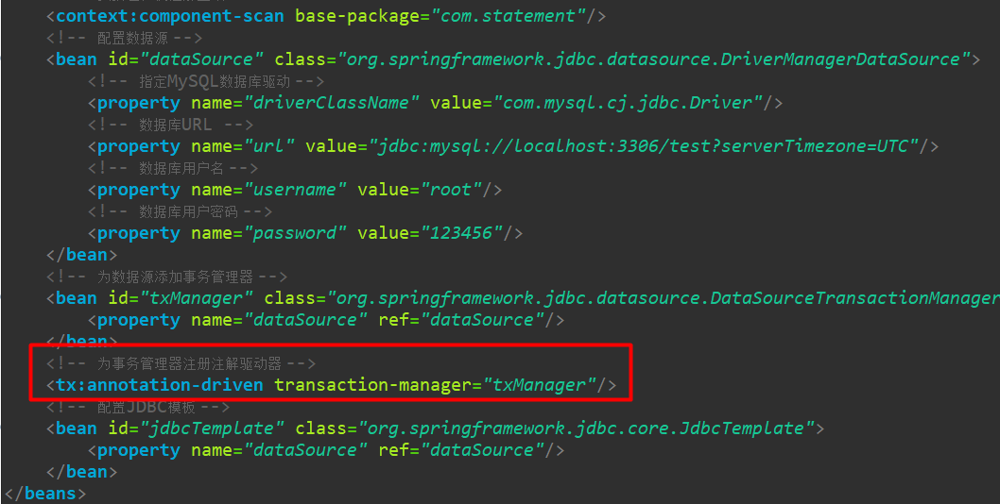 <context:component-scan base-package="com.statement"/>
<!-- 配置数据源 -->
<bean id="dataSource" class="org.springframework.jdbc.datasource.DriverManagerDataSource">
<!-- 指定MySQL数据库驱动 -->
<property name="driverClassName" value="com.mysql.cj.jdbc.Driver"/>
<!-- 数据库URL -->
<property name="url" value="jdbc:mysql://localhost:3306/test?serverTimezone=UTC"/>
<!-- 数据库用户名 -->
<property name="username" value="root"/>
<!-- 数据库用户密码 -->
<property name="password" value="123456"/>
</bean>
<!-- 为数据源添加事务管理器 -->
<bean id="txManager" class="org.springframework.jdbc.datasource.DataSourceTransactionManager
<property name="dataSource" ref="dataSource"/>
</bean>
<!-- 为事务管理器注册注解驱动器 -->
<tx:annotation-driven transaction-manager="txManager"/>
<!-- 配置JDBC模板 -->
<bean id="jdbcTemplate" class="org.springframework.jdbc.core.JdbcTemplate">
<property name="dataSource" ref="dataSource"/>
</bean>
</beans>